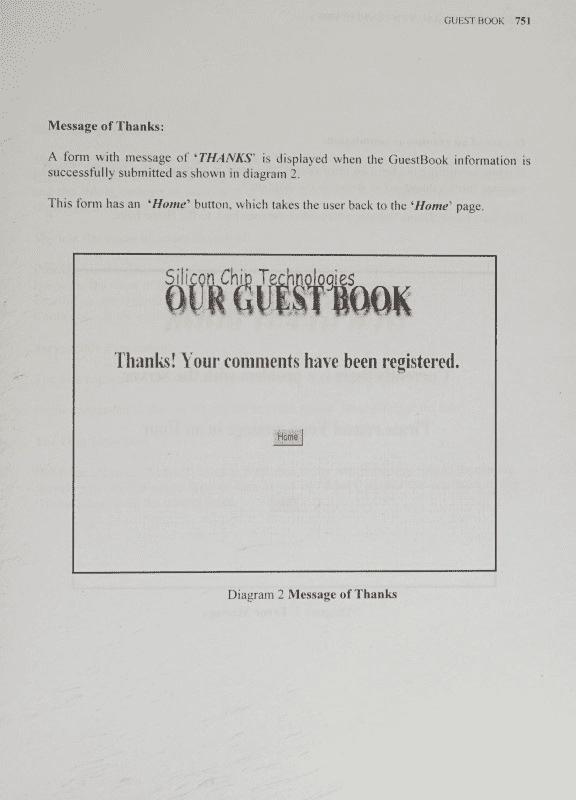 GUEST BOOK 751
Message of Thanks:
A form with message of ‘THANKS’ is displayed when the GuestBook information is
successfully submitted as shown in diagram 2.
This form has an ‘Home’ button, which takes the user back to the ‘Home’ page.
Silicon Chip Technologies
OUR GUEST BOOK
Thanks! Your comments have been registered.
Home
Diagram 2 Message of Thanks